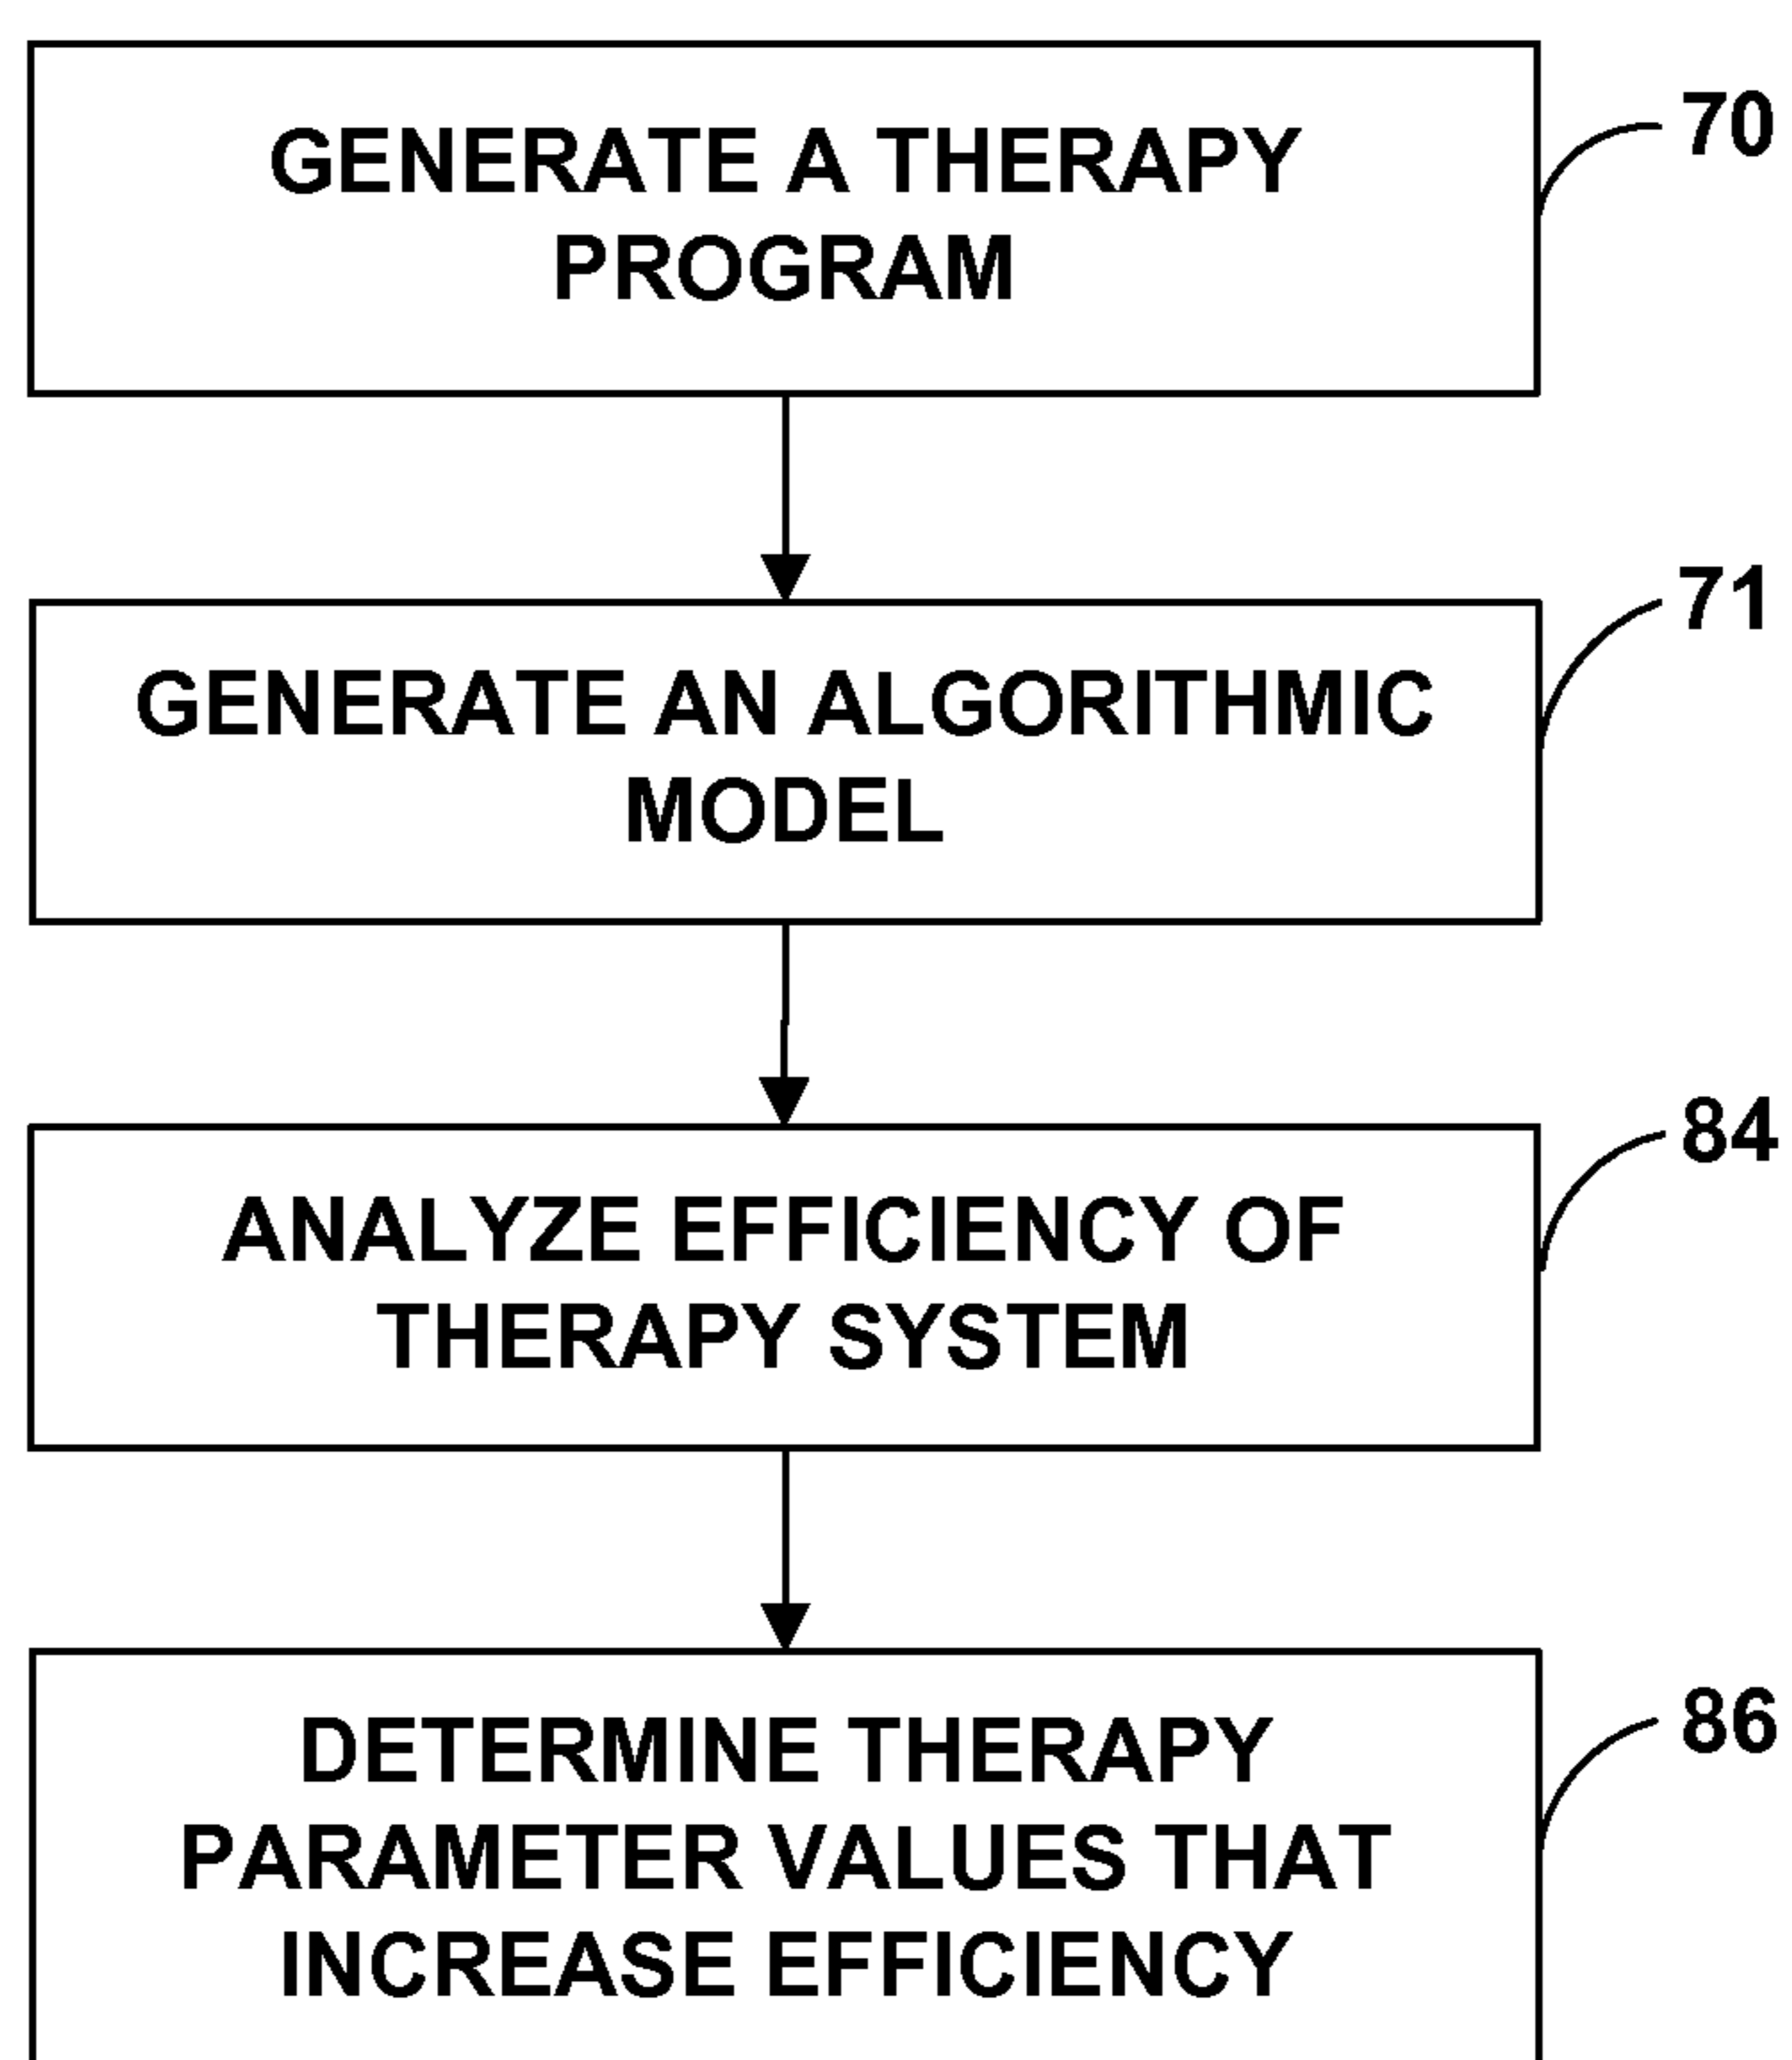 GENERATE A THERAPY
PROGRAM
70
GENERATE AN ALGORITHMIC
MODEL
71
ANALYZE EFFICIENCY OF
THERAPY SYSTEM
84
DETERMINE THERAPY
PARAMETER VALUES THAT
INCREASE EFFICIENCY
86